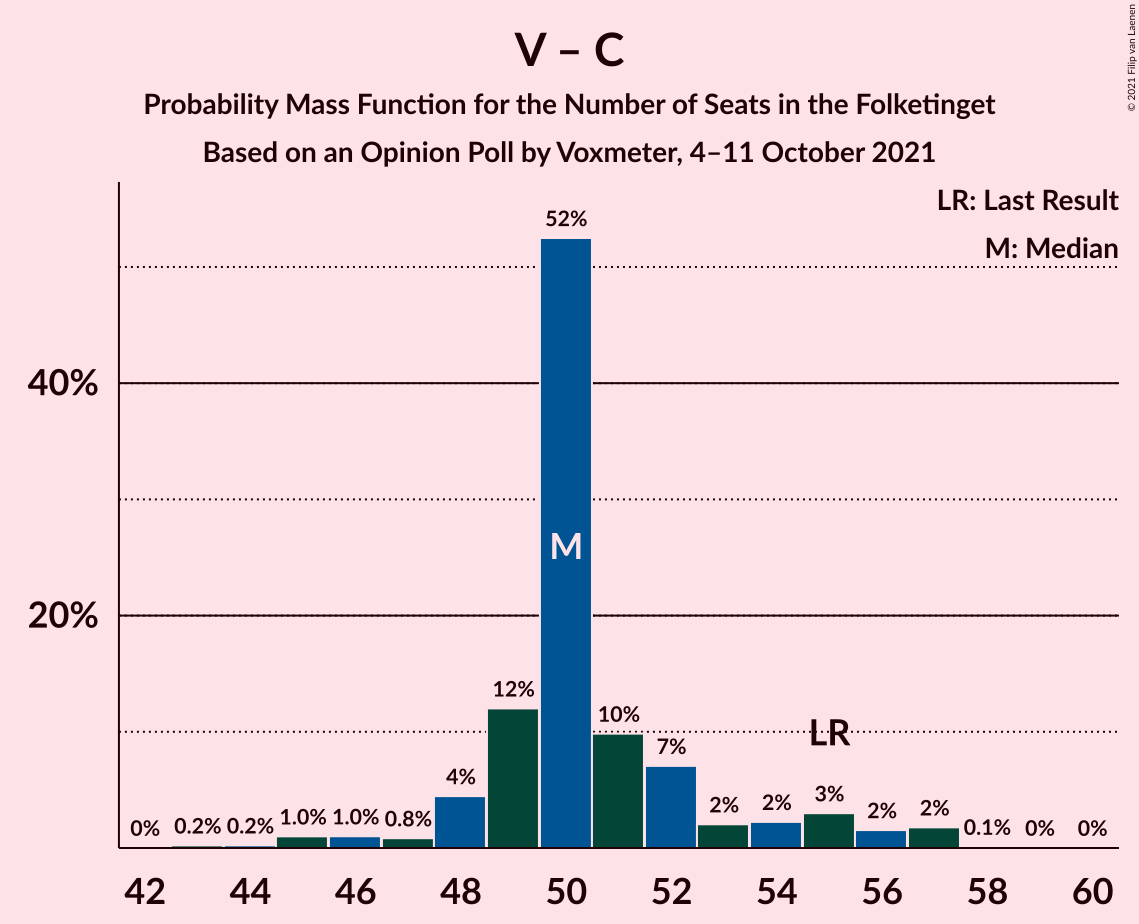 V – C
Probability Mass Function for the Number of Seats in the Folketinget
Based on an Opinion Poll by Voxmeter, 4–11 October 2021
© 2021 Filip van Laenen
LR: Last Result
M: Median
40%
20%
0%
0.2%
0.2%
1.0%
1.0%
0.8%
4%
12%
52%
M
10%
7%
2%
2%
3%
LR
2%
2%
0.1%
0%
0%
42 44 46 48 50 52 54 56 58 60